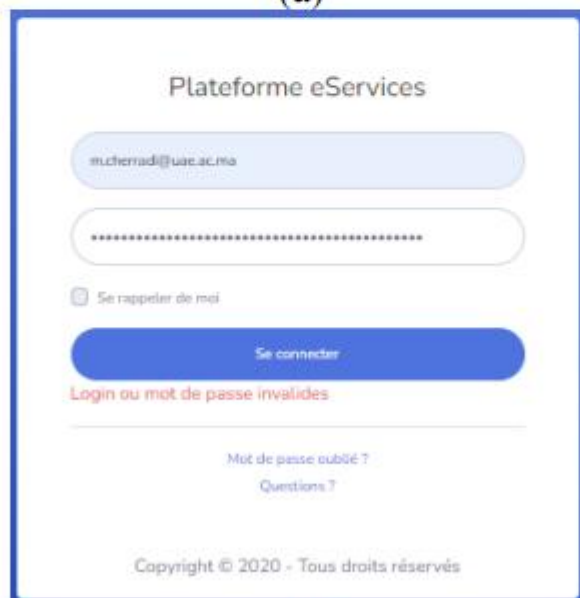 (a)
Plateforme eServices
m.cherradi@uae.ac.ma
••••••••••••••••••••••••••••••••••••••••••••
Se rappeler de moi
Se connecter
Login ou mot de passe invalides
Mot de passe oublié ?
Questions ?
Copyright © 2020 - Tous droits réservés